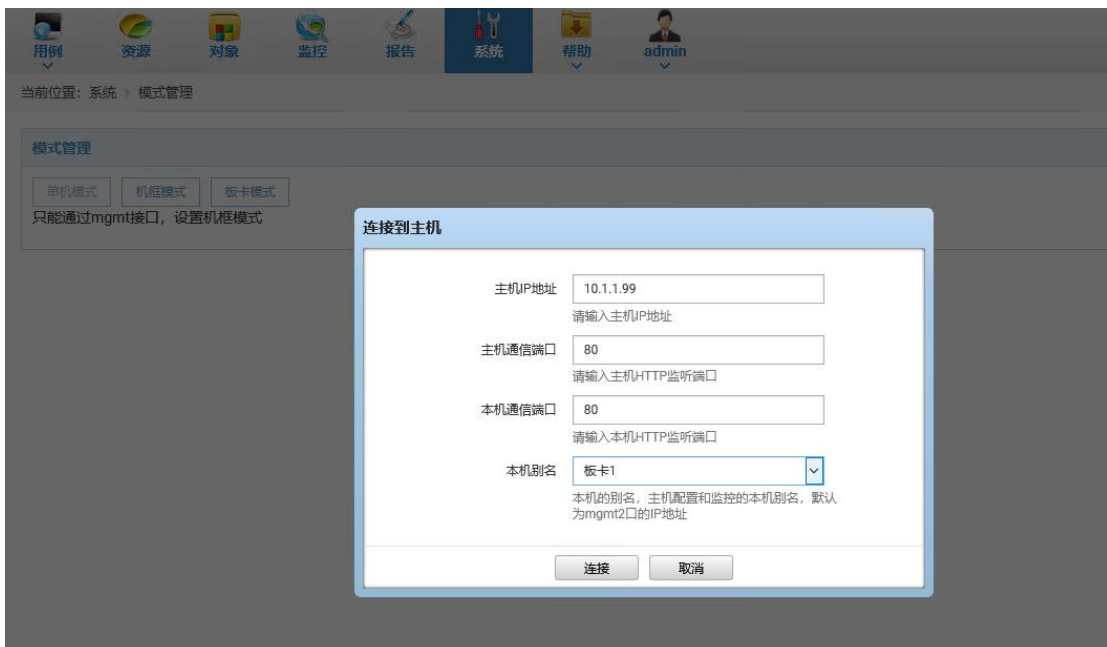 用例 资源 对象 监控 报告 系统 帮助 admin
当前位置：系统 > 模式管理
模式管理
单机模式 机框模式 板卡模式
只能通过mgmt接口，设置机框模式
连接到主机
主机IP地址 10.1.1.99
请输入主机IP地址
主机通信端口 80
请输入主机HTTP监听端口
本机通信端口 80
请输入本机HTTP监听端口
本机别名 板卡1
本机的别名，主机配置和监控的本机别名，默认
为mgmt2口的IP地址
连接 取消